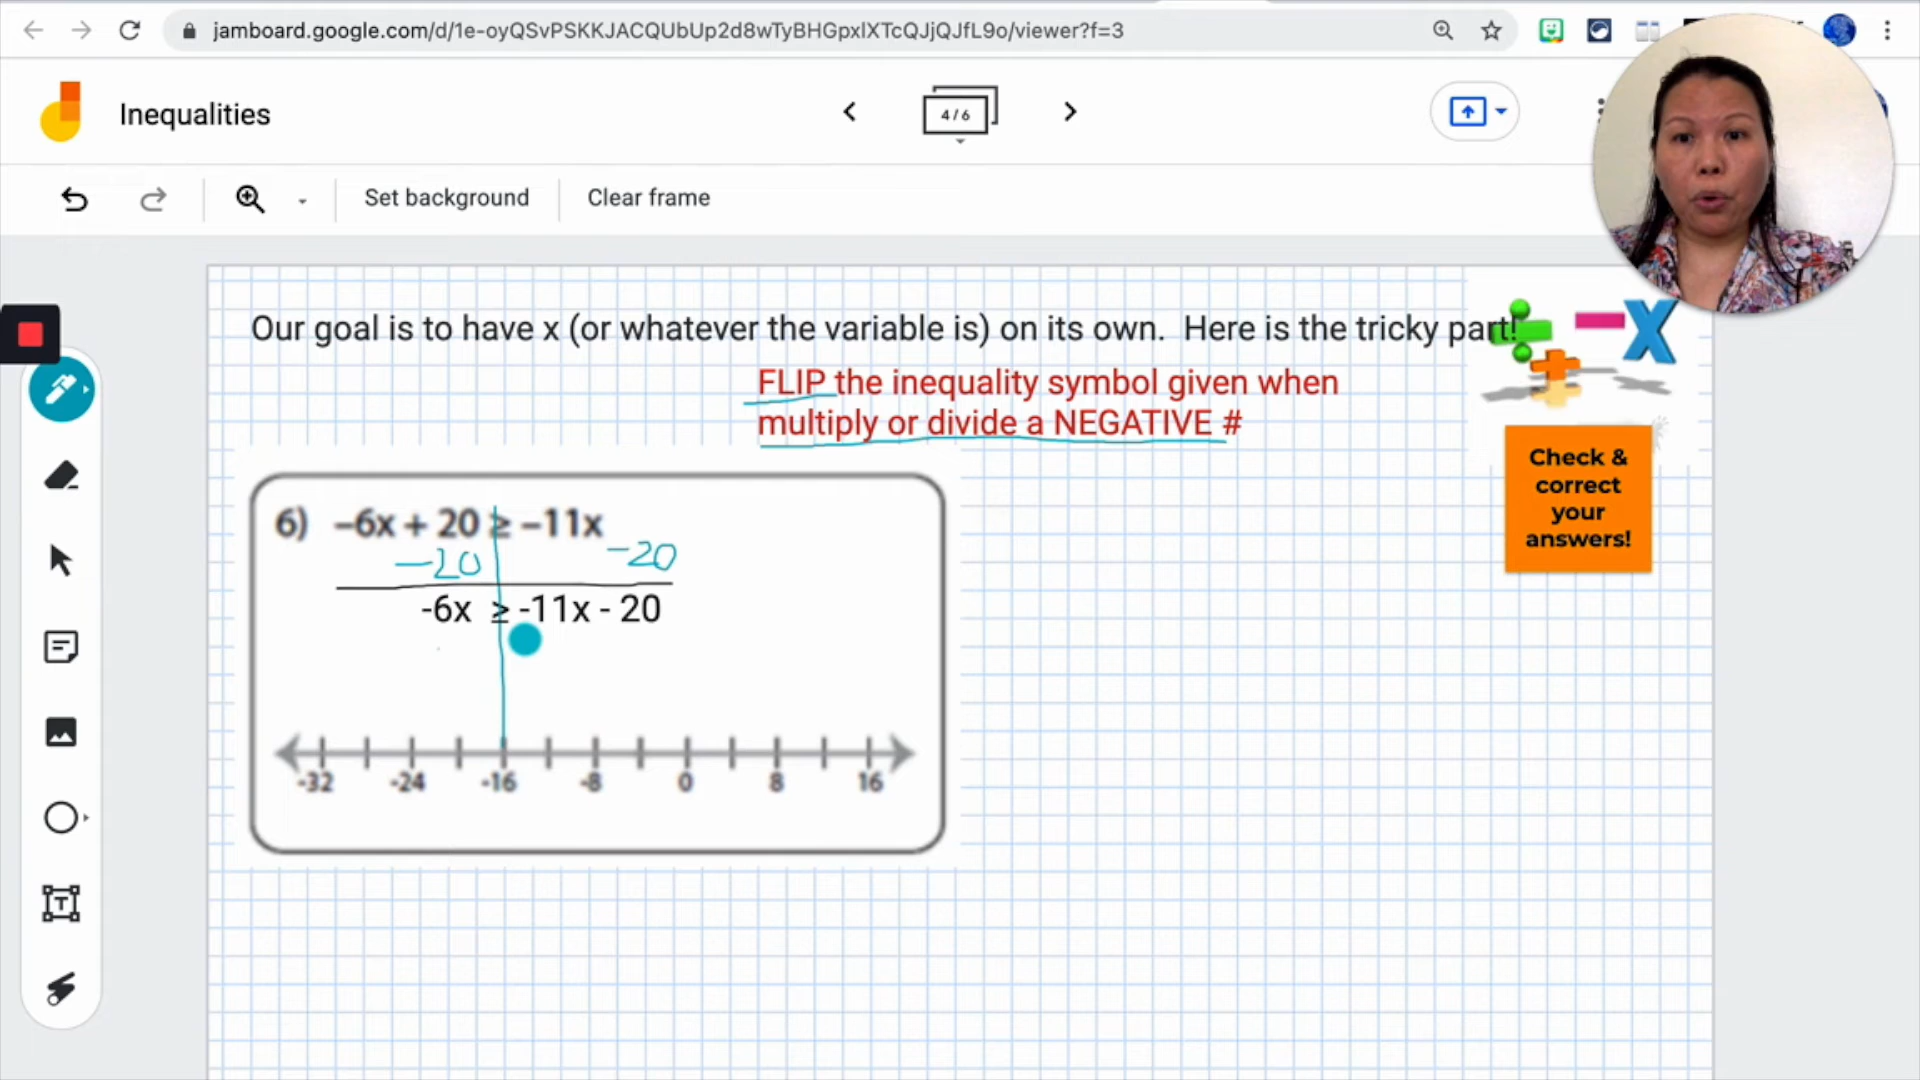 jamboard.google.com/d/1e-oyQSvPSKKJACQUbUp2d8wTyBHGpxlXTcQJjQJfL9o/viewer?f=3
Inequalities
4/6
Set background
Clear frame
Our goal is to have x (or whatever the variable is) on its own. Here is the tricky part!
FLIP the inequality symbol given when
multiply or divide a NEGATIVE #
Check &
correct
your
answers!
6) −6x + 20 ≥ −11x
−20 −20
-6x ≥ -11x - 20
-32 -24 -16 -8 0 8 16